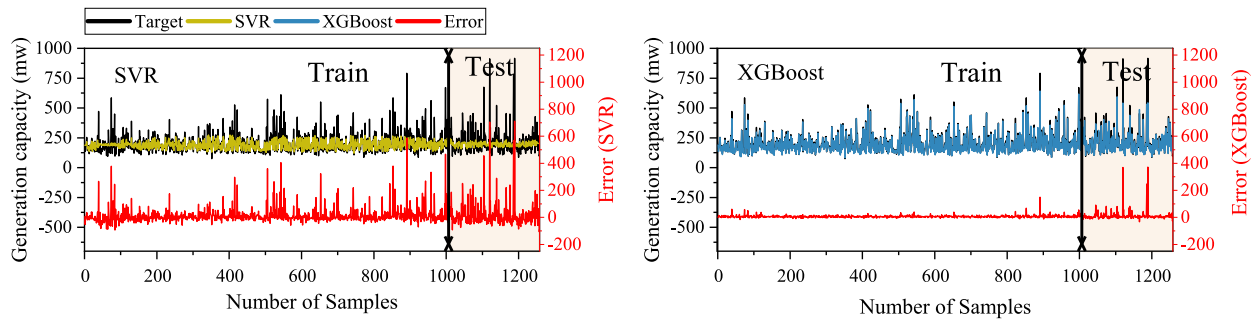 Target SVR XGBoost Error
Generation capacity (mw)
1000
750
500
250
0
-250
-500
SVR
Train
Test
1200
1000
800
600
400
200
0
-200
Error (SVR)
0 200 400 600 800 1000 1200
Number of Samples
Generation capacity (mw)
1000
750
500
250
0
-250
-500
XGBoost
Train
Test
1200
1000
800
600
400
200
0
-200
Error (XGBoost)
0 200 400 600 800 1000 1200
Number of Samples